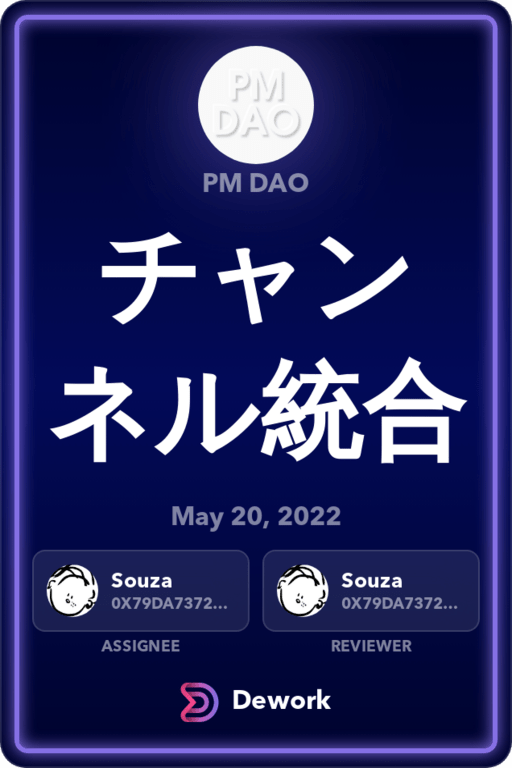 PM
DAO
PM DAO
チャン
ネル統合
May 20, 2022
Souza
0X79DA7372...
Souza
0X79DA7372...
ASSIGNEE
REVIEWER
Dework